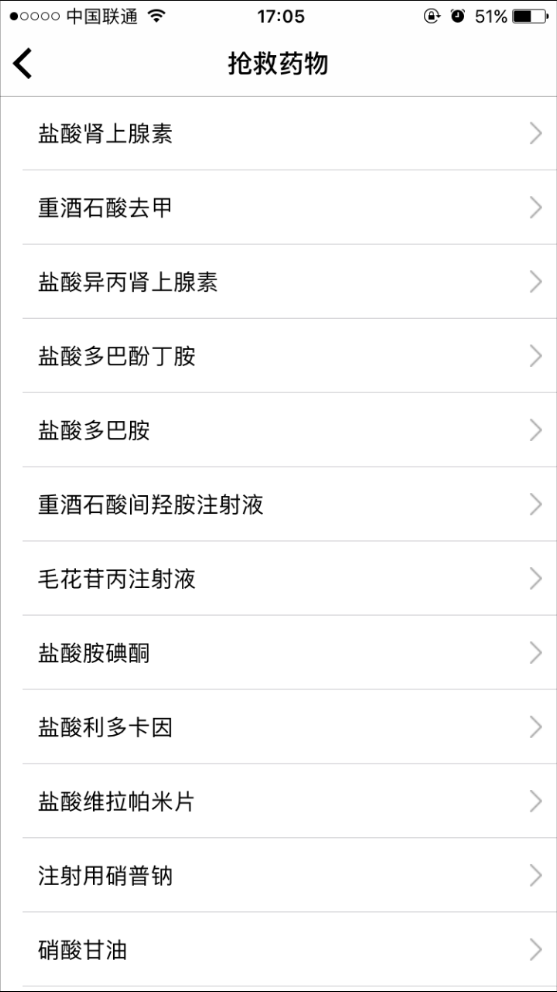 中国联通 17:05 51%
抢救药物
盐酸肾上腺素
重酒石酸去甲
盐酸异丙肾上腺素
盐酸多巴酚丁胺
盐酸多巴胺
重酒石酸间羟胺注射液
毛花苷丙注射液
盐酸胺碘酮
盐酸利多卡因
盐酸维拉帕米片
注射用硝普钠
硝酸甘油